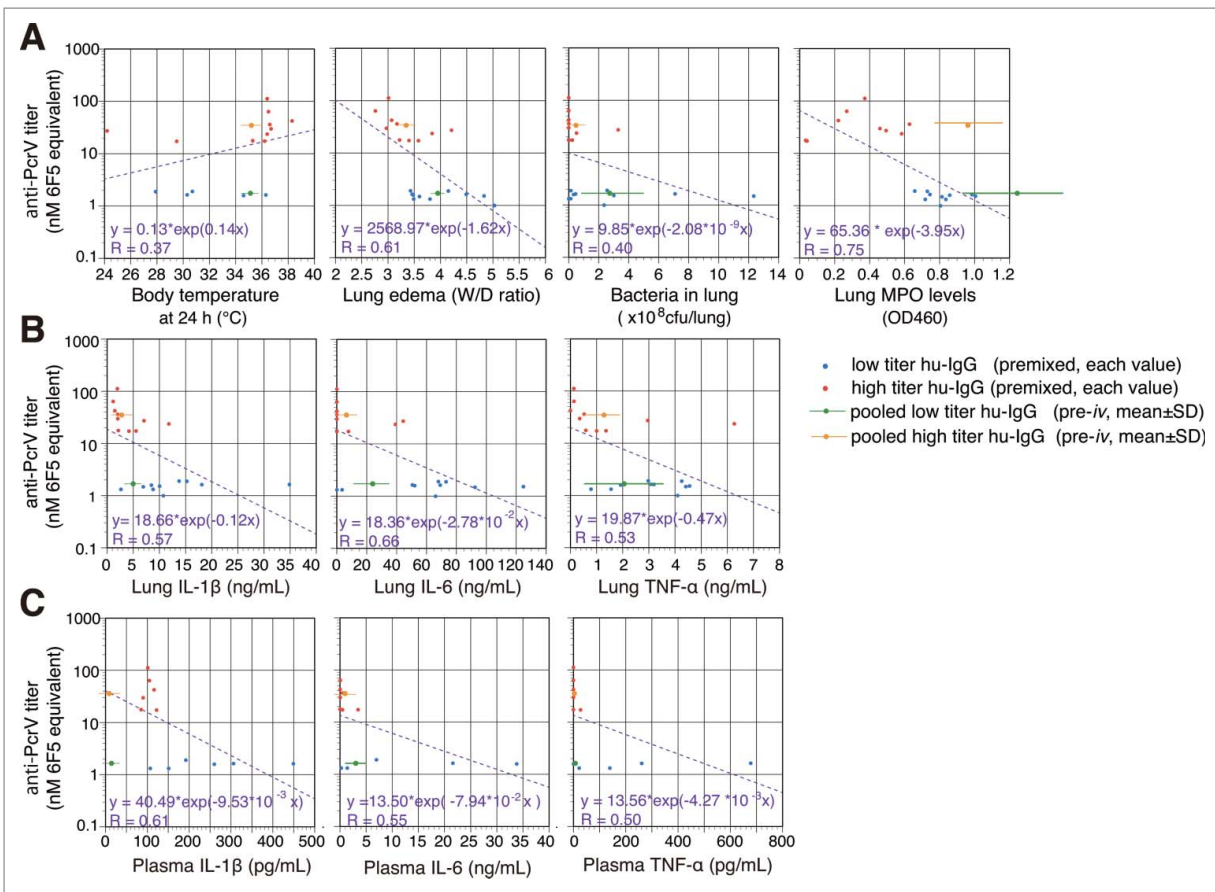 A
anti-PcrV titer
(nM 6F5 equivalent)
1000
100
10
1
0.1
y = 0.13*exp(0.14x)
R = 0.37
24 26 28 30 32 34 36 38 40
Body temperature
at 24 h (°C)
y = 2568.97*exp(-1.62x)
R = 0.61
2 2.5 3 3.5 4 4.5 5 5.5 6
Lung edema (W/D ratio)
y = 9.85*exp(-2.08*10 -9x)
R = 0.40
0 2 4 6 8 10 12 14
Bacteria in lung
( x10⁸cfu/lung)
y = 65.36 * exp(-3.95x)
R = 0.75
0 0.2 0.4 0.6 0.8 1.0 1.2
Lung MPO levels
(OD460)
B
anti-PcrV titer
(nM 6F5 equivalent)
1000
100
10
1
0.1
y= 18.66*exp(-0.12x)
R = 0.57
0 5 10 15 20 25 30 35 40
Lung IL-1β (ng/mL)
y = 18.36*exp(-2.78*10 -2 x)
R = 0.66
0 20 40 60 80 100 120 140
Lung IL-6 (ng/mL)
y = 19.87*exp(-0.47x)
R = 0.53
0 1 2 3 4 5 6 7 8
Lung TNF-α (ng/mL)
low titer hu-IgG (premixed, each value)
high titer hu-IgG (premixed, each value)
pooled low titer hu-IgG (pre-iv, mean±SD)
pooled high titer hu-IgG (pre-iv, mean±SD)
C
anti-PcrV titer
(nM 6F5 equivalent)
1000
100
10
1
0.1
y = 40.49*exp(-9.53*10 -3 x)
R = 0.61
0 100 200 300 400 500
Plasma IL-1β (pg/mL)
y =13.50*exp( -7.94*10 -2 x )
R = 0.55
0 5 10 15 20 25 30 35 40
Plasma IL-6 (ng/mL)
y = 13.56*exp(-4.27 *10 -3 x)
R = 0.50
0 200 400 600 800
Plasma TNF-α (pg/mL)